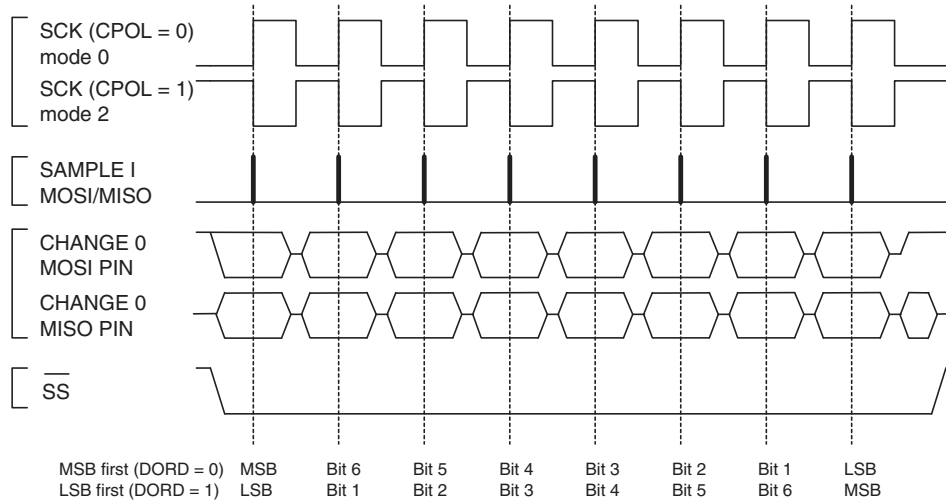 SCK (CPOL = 0)
mode 0
SCK (CPOL = 1)
mode 2
SAMPLE I
MOSI/MISO
CHANGE 0
MOSI PIN
CHANGE 0
MISO PIN
SS
MSB first (DORD = 0) MSB Bit 6 Bit 5 Bit 4 Bit 3 Bit 2 Bit 1 LSB
LSB first (DORD = 1) LSB Bit 1 Bit 2 Bit 3 Bit 4 Bit 5 Bit 6 MSB